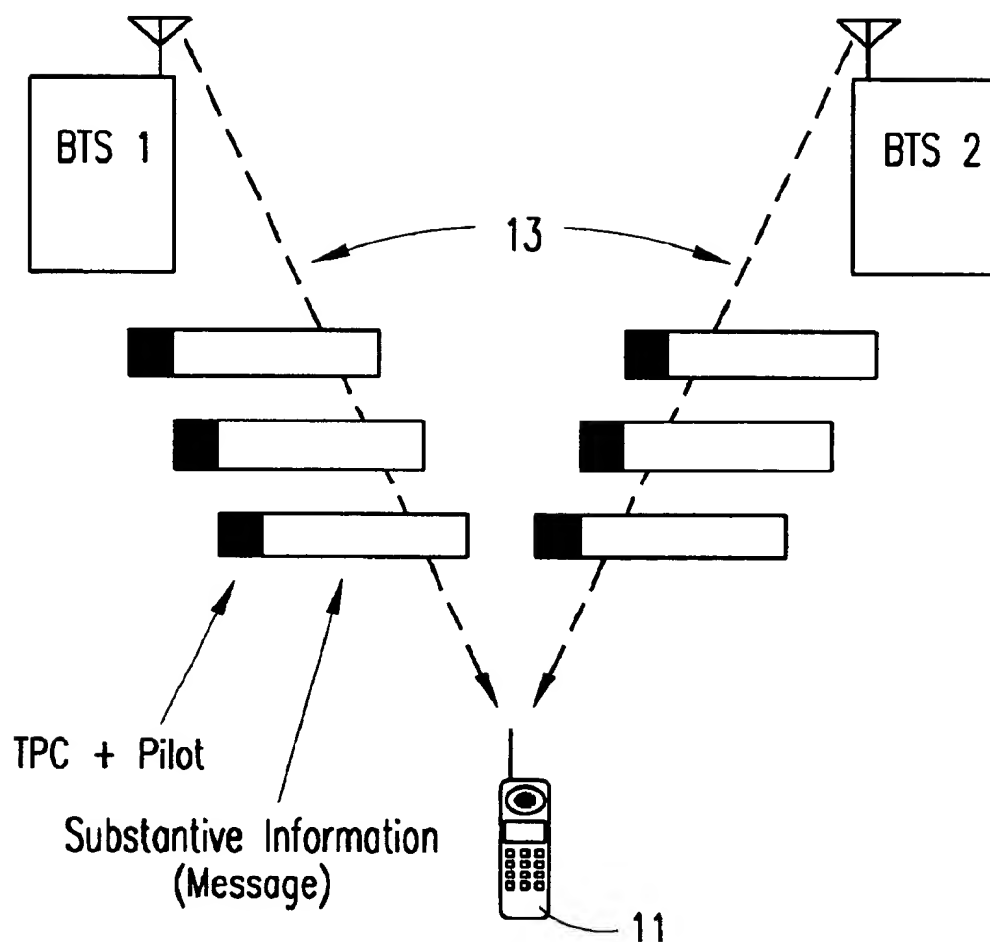 BTS 1
BTS 2
13
TPC + Pilot
Substantive Information
(Message)
11